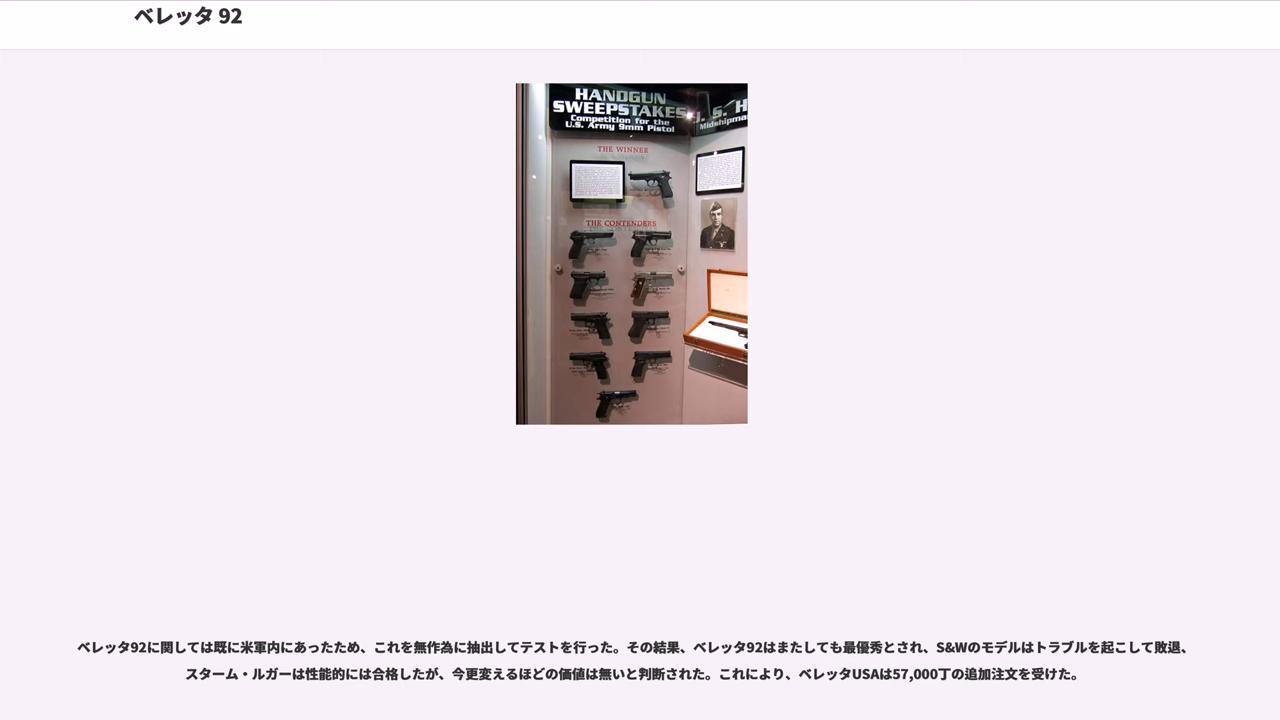 ベレッタ 92
HANDGUN
SWEEPSTAKES
Competition for the
U.S. Army 9mm Pistol
U. S. H
Midshipma
THE WINNER
THE CONTENDERS
ベレッタ92に関しては既に米軍内にあったため、これを無作為に抽出してテストを行った。その結果、ベレッタ92はまたしても最優秀とされ、S&Wのモデルはトラブルを起こして敗退、
スターム・ルガーは性能的には合格したが、今更変えるほどの価値は無いと判断された。これにより、ベレッタUSAは57,000丁の追加注文を受けた。